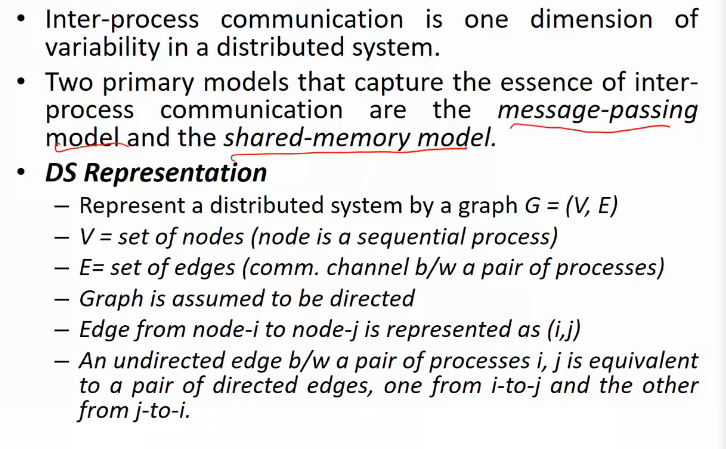 • Inter-process communication is one dimension of
variability in a distributed system.
• Two primary models that capture the essence of inter-
process communication are the message-passing
model and the shared-memory model.
• DS Representation
– Represent a distributed system by a graph G = (V, E)
– V = set of nodes (node is a sequential process)
– E= set of edges (comm. channel b/w a pair of processes)
– Graph is assumed to be directed
– Edge from node-i to node-j is represented as (i,j)
– An undirected edge b/w a pair of processes i, j is equivalent
to a pair of directed edges, one from i-to-j and the other
from j-to-i.